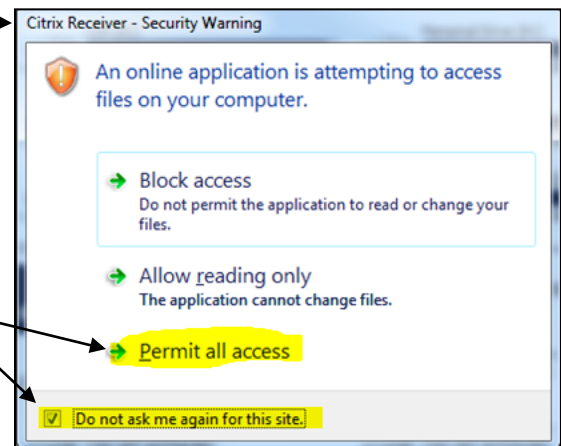 Citrix Receiver - Security Warning
An online application is attempting to access
files on your computer.
Block access
Do not permit the application to read or change your
files.
Allow reading only
The application cannot change files.
Permit all access
Do not ask me again for this site.